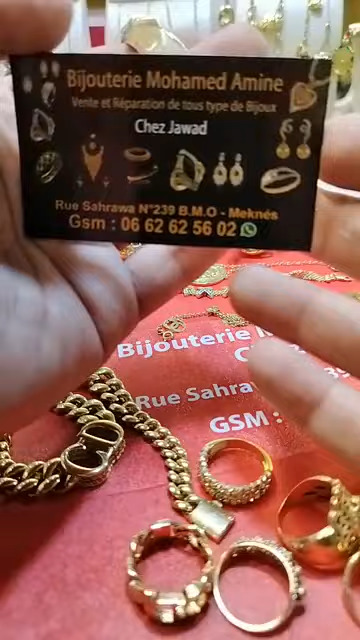 Bijouterie Mohamed Amine
Vente et Réparation de tous type de Bijoux
Chez Jawad
Rue Sahrawa N°239 B.M.O - Meknés
Gsm : 06 62 62 56 02
Bijouterie
Rue Sahra
GSM :